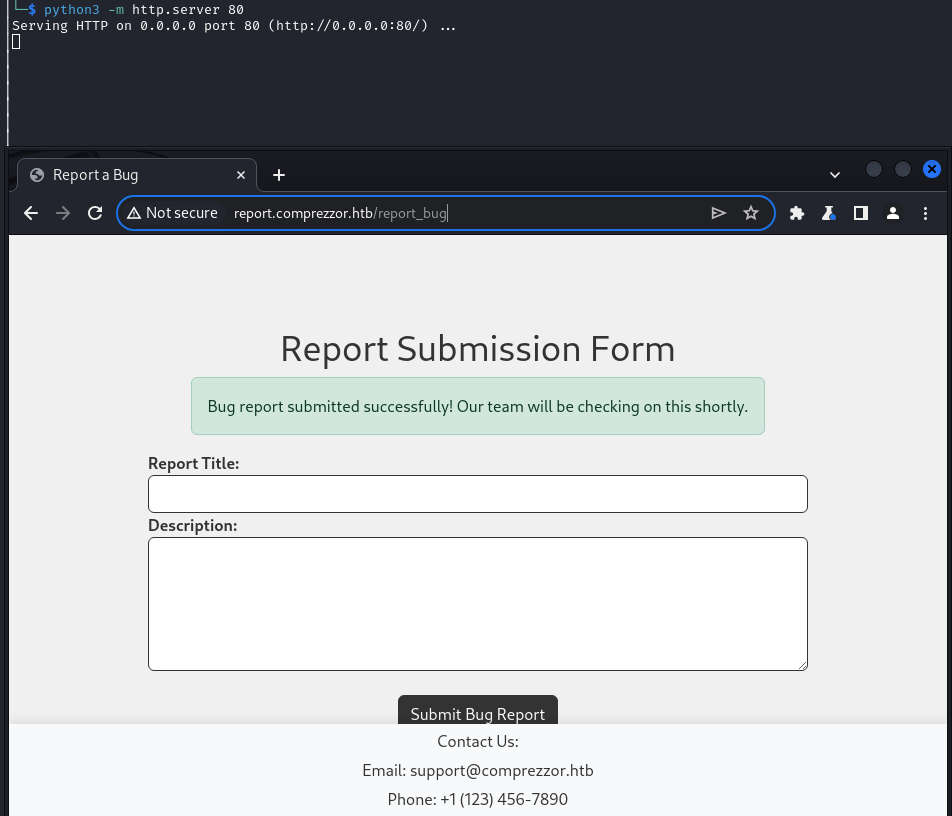 └─$ python3 -m http.server 80
Serving HTTP on 0.0.0.0 port 80 (http://0.0.0.0:80/) ...
Report a Bug
Not secure report.comprezzor.htb/report_bug
Report Submission Form
Bug report submitted successfully! Our team will be checking on this shortly.
Report Title:
Description:
Submit Bug Report
Contact Us:
Email: support@comprezzor.htb
Phone: +1 (123) 456-7890